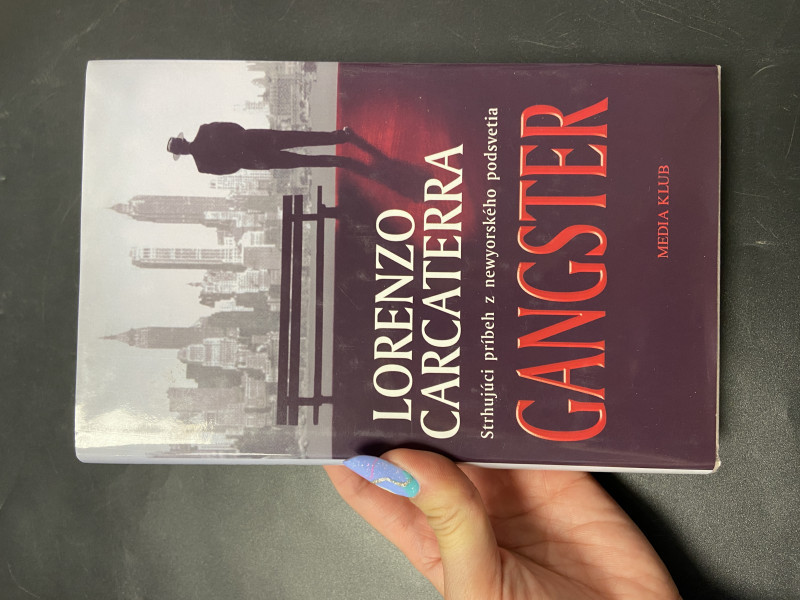 LORENZO
CARCATERRA
Strhujúci príbeh z newyorského podsvetia
GANGSTER
MEDIA KLUB